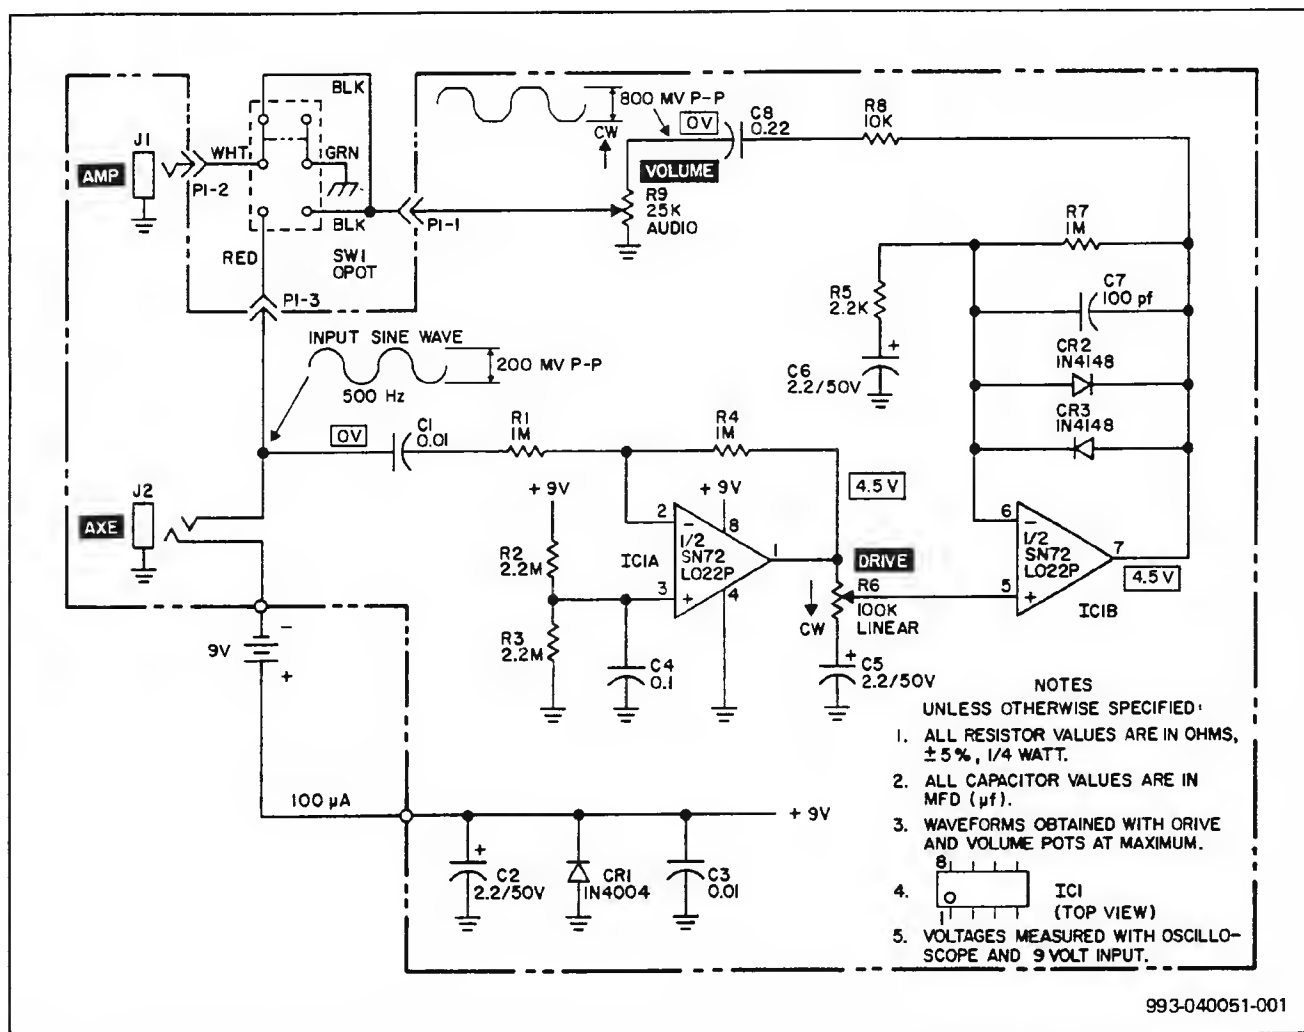 BLK
800 MV P-P
CW
0V
C8
0.22
R8
10K
J1
AMP
WHT
P1-2
GRN
VOLUME
R9
25K
AUDIO
BLK
P1-1
RED
SW1
OPOT
P1-3
R7
1M
R5
2.2K
C7
100 pf
INPUT SINE WAVE
200 MV P-P
500 Hz
CR2
1N4148
C6
2.2/50V
+
CR3
1N4148
0V
C1
0.01
R1
1M
R4
1M
4.5 V
J2
AXE
+ 9V
+ 9V
2
8
R2
2.2M
IC1A
−
1/2
SN72
L022P
1
DRIVE
6
−
1/2
SN72
L022P
7
4.5 V
3
+
4
R6
100K
LINEAR
CW
5
+
IC1B
−
9V
+
R3
2.2M
C4
0.1
+
C5
2.2/50V
NOTES
UNLESS OTHERWISE SPECIFIED:
1. ALL RESISTOR VALUES ARE IN OHMS,
±5%, 1/4 WATT.
2. ALL CAPACITOR VALUES ARE IN
MFD (µf).
3. WAVEFORMS OBTAINED WITH DRIVE
AND VOLUME POTS AT MAXIMUM.
8
4.
IC1
(TOP VIEW)
1
5. VOLTAGES MEASURED WITH OSCILLO-
SCOPE AND 9 VOLT INPUT.
100 µA
+ 9V
+
C2
2.2/50V
CR1
1N4004
C3
0.01
993-040051-001